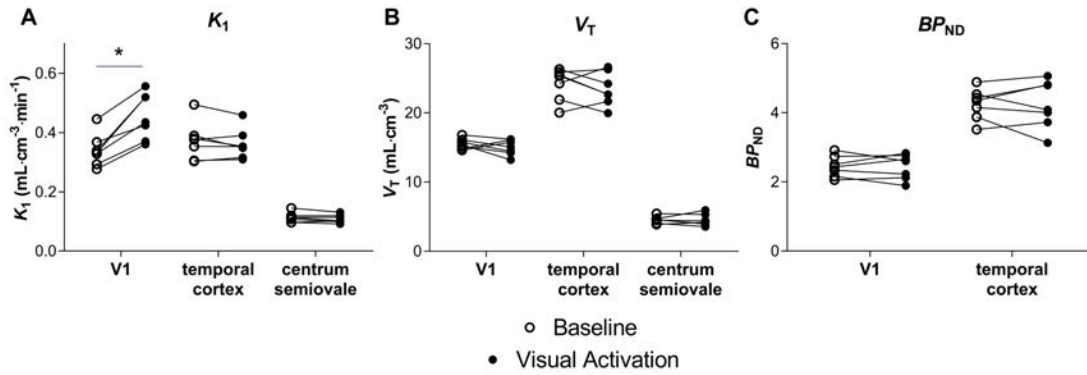 A
K1
K1 (mL·cm-3·min-1)
0.6
0.4
0.2
0.0
*
V1
temporal
cortex
centrum
semiovale
B
VT
VT (mL·cm-3)
30
20
10
0
V1
temporal
cortex
centrum
semiovale
C
BPND
BPND
6
4
2
0
V1
temporal
cortex
Baseline
Visual Activation